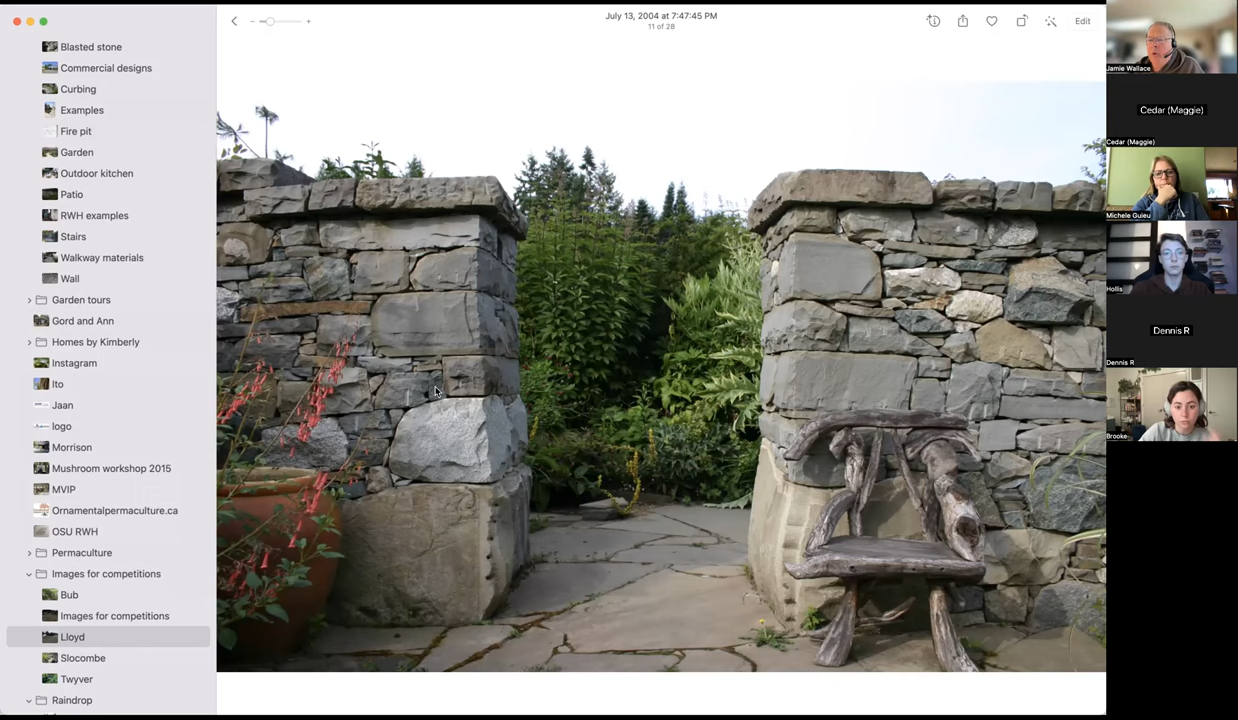 July 13, 2004 at 7:47:45 PM
11 of 28
Edit
Blasted stone
Commercial designs
Curbing
Examples
Fire pit
Garden
Outdoor kitchen
Patio
RWH examples
Stairs
Walkway materials
Wall
Garden tours
Gord and Ann
Homes by Kimberly
Instagram
Ito
Jaan
logo
Morrison
Mushroom workshop 2015
MVIP
Ornamentalpermaculture.ca
OSU RWH
Permaculture
Images for competitions
Bub
Images for competitions
Lloyd
Slocombe
Twyver
Raindrop
Jamie Wallace
Cedar (Maggie)
Cedar (Maggie)
Michele Guieu
Hollis
Dennis R
Dennis R
Brooke